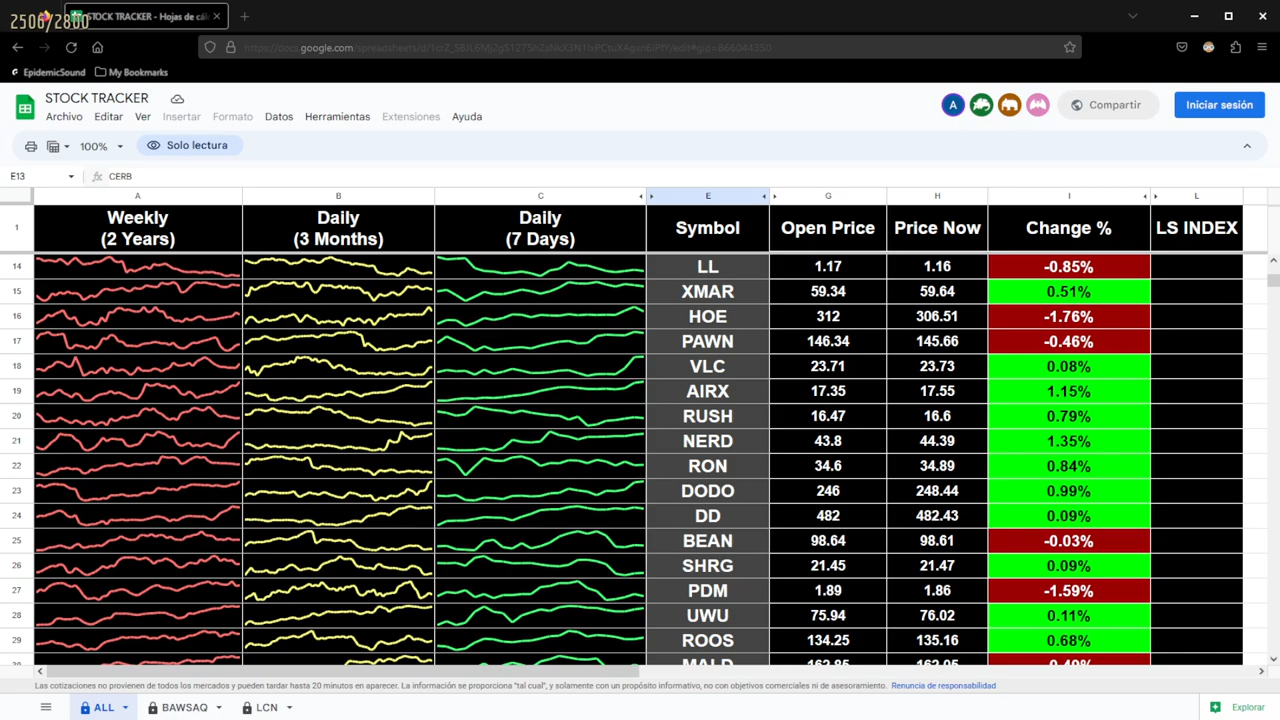 2506/2800
STOCK TRACKER - Hojas de cál
EpidemicSound My Bookmarks
STOCK TRACKER
Archivo Editar Ver Insertar Formato Datos Herramientas Extensiones Ayuda
A Compartir Iniciar sesión
100% Solo lectura
E13 fx CERB
A B C E G H I L
1 Weekly (2 Years) Daily (3 Months) Daily (7 Days) Symbol Open Price Price Now Change % LS INDEX
14 LL 1.17 1.16 -0.85%
15 XMAR 59.34 59.64 0.51%
16 HOE 312 306.51 -1.76%
17 PAWN 146.34 145.66 -0.46%
18 VLC 23.71 23.73 0.08%
19 AIRX 17.35 17.55 1.15%
20 RUSH 16.47 16.6 0.79%
21 NERD 43.8 44.39 1.35%
22 RON 34.6 34.89 0.84%
23 DODO 246 248.44 0.99%
24 DD 482 482.43 0.09%
25 BEAN 98.64 98.61 -0.03%
26 SHRG 21.45 21.47 0.09%
27 PDM 1.89 1.86 -1.59%
28 UWU 75.94 76.02 0.11%
29 ROOS 134.25 135.16 0.68%
MALD 162.85 162.05 -0.49%
Las cotizaciones no provienen de todos los mercados y pueden tardar hasta 20 minutos en aparecer. La información se proporciona "tal cual", y solamente con un propósito informativo, no con objetivos comerciales ni de asesoramiento. Renuncia de responsabilidad
ALL BAWSAQ LCN Explorar